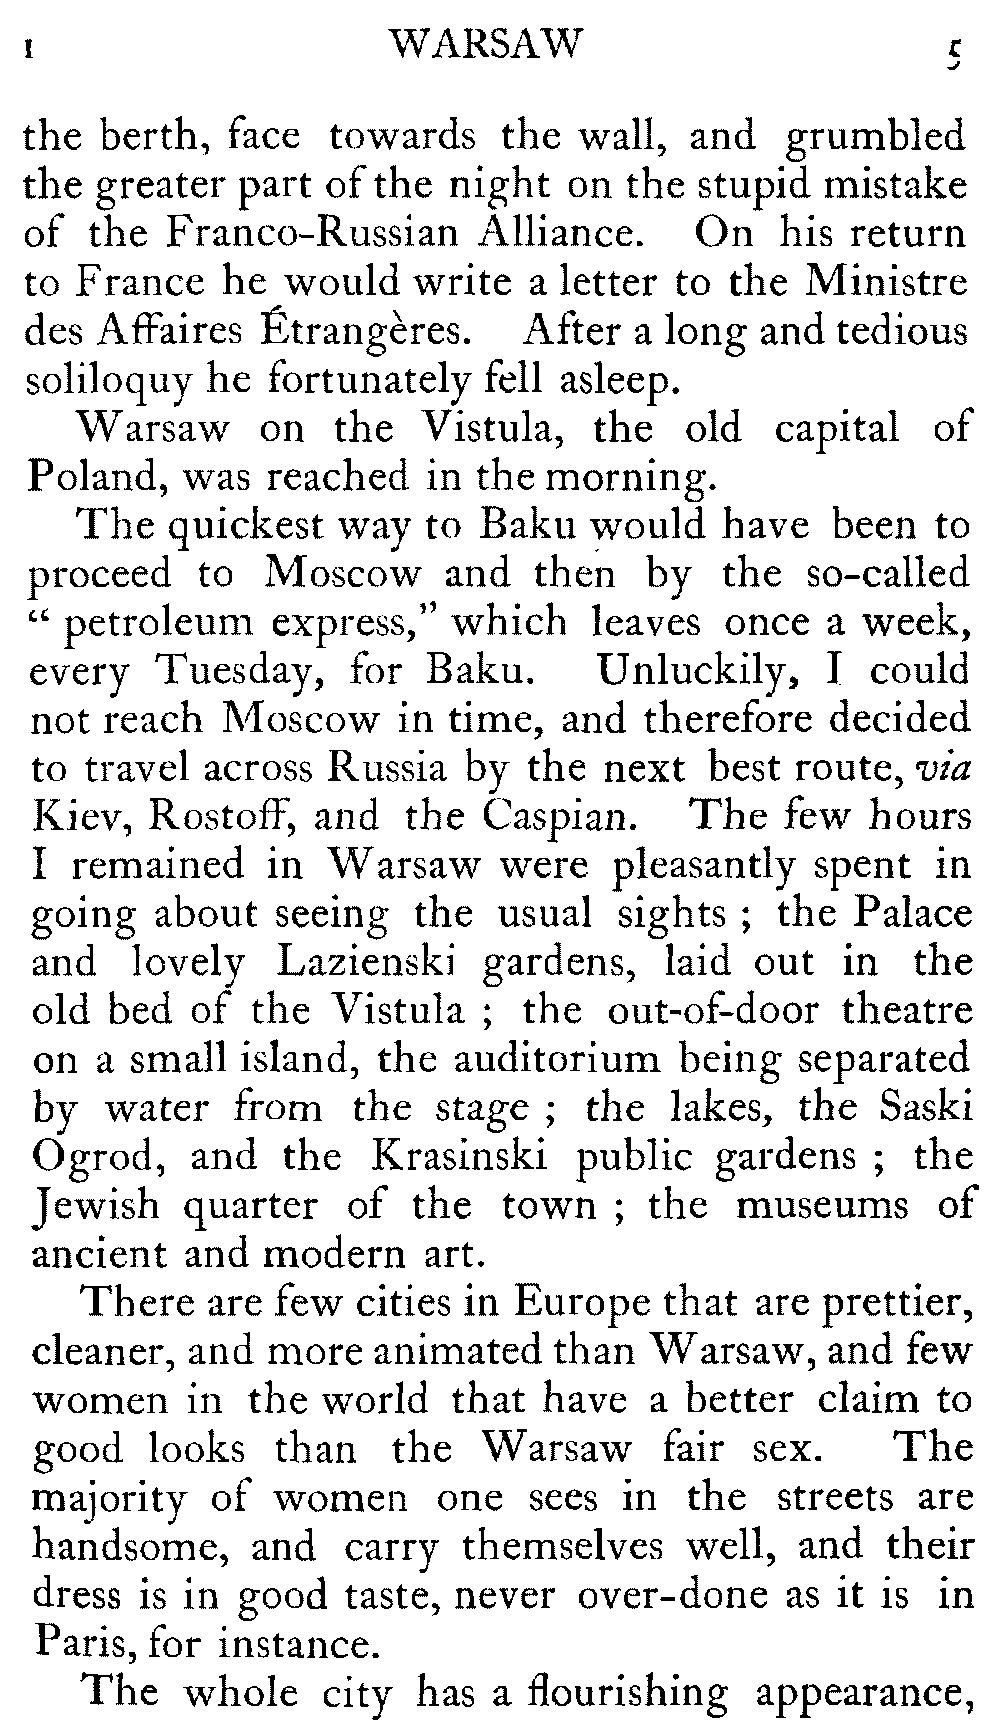 I WARSAW 5
the berth, face towards the wall, and grumbled
the greater part of the night on the stupid mistake
of the Franco-Russian Alliance. On his return
to France he would write a letter to the Ministre
des Affaires Étrangères. After a long and tedious
soliloquy he fortunately fell asleep.
Warsaw on the Vistula, the old capital of
Poland, was reached in the morning.
The quickest way to Baku would have been to
proceed to Moscow and then by the so-called
“ petroleum express,” which leaves once a week,
every Tuesday, for Baku. Unluckily, I could
not reach Moscow in time, and therefore decided
to travel across Russia by the next best route, via
Kiev, Rostoff, and the Caspian. The few hours
I remained in Warsaw were pleasantly spent in
going about seeing the usual sights ; the Palace
and lovely Lazienski gardens, laid out in the
old bed of the Vistula ; the out-of-door theatre
on a small island, the auditorium being separated
by water from the stage ; the lakes, the Saski
Ogrod, and the Krasinski public gardens ; the
Jewish quarter of the town ; the museums of
ancient and modern art.
There are few cities in Europe that are prettier,
cleaner, and more animated than Warsaw, and few
women in the world that have a better claim to
good looks than the Warsaw fair sex. The
majority of women one sees in the streets are
handsome, and carry themselves well, and their
dress is in good taste, never over-done as it is in
Paris, for instance.
The whole city has a flourishing appearance,